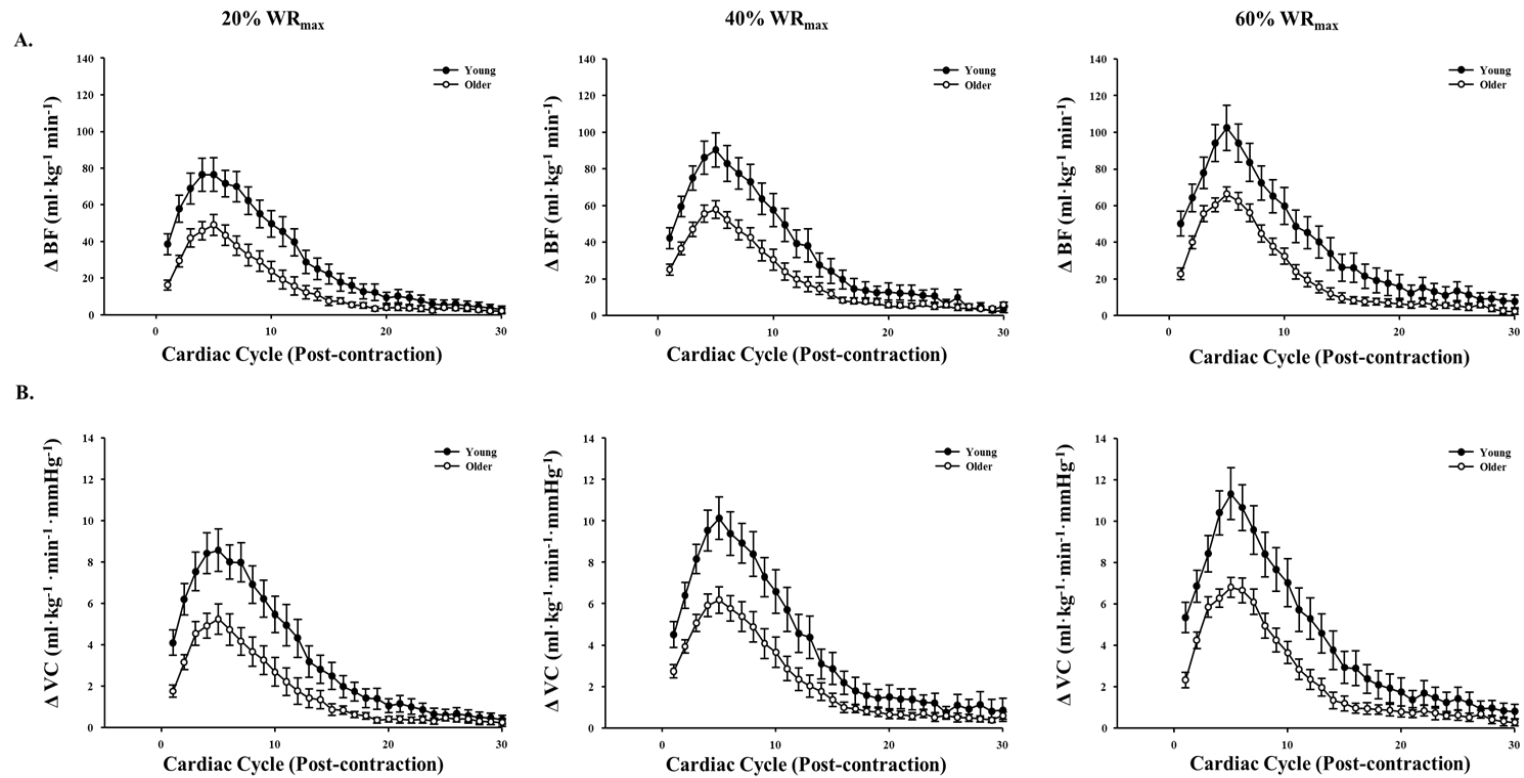 20% WRmax 40% WRmax 60% WRmax
A.
140
120
100
80
60
40
20
0
Δ BF (ml·kg-1 min-1)
Young
Older
0 10 20 30
Cardiac Cycle (Post-contraction)
140
120
100
80
60
40
20
0
Δ BF (ml·kg-1 min-1)
Young
Older
0 10 20 30
Cardiac Cycle (Post-contraction)
140
120
100
80
60
40
20
0
Δ BF (ml·kg-1 min-1)
Young
Older
0 10 20 30
Cardiac Cycle (Post-contraction)
B.
14
12
10
8
6
4
2
0
Δ VC (ml·kg-1 ·min-1·mmHg-1)
Young
Older
0 10 20 30
Cardiac Cycle (Post-contraction)
14
12
10
8
6
4
2
0
Δ VC (ml·kg-1·min-1·mmHg-1)
Young
Older
0 10 20 30
Cardiac Cycle (Post-contraction)
14
12
10
8
6
4
2
0
Δ VC (ml·kg-1·min-1·mmHg-1)
Young
Older
0 10 20 30
Cardiac Cycle (Post-contraction)